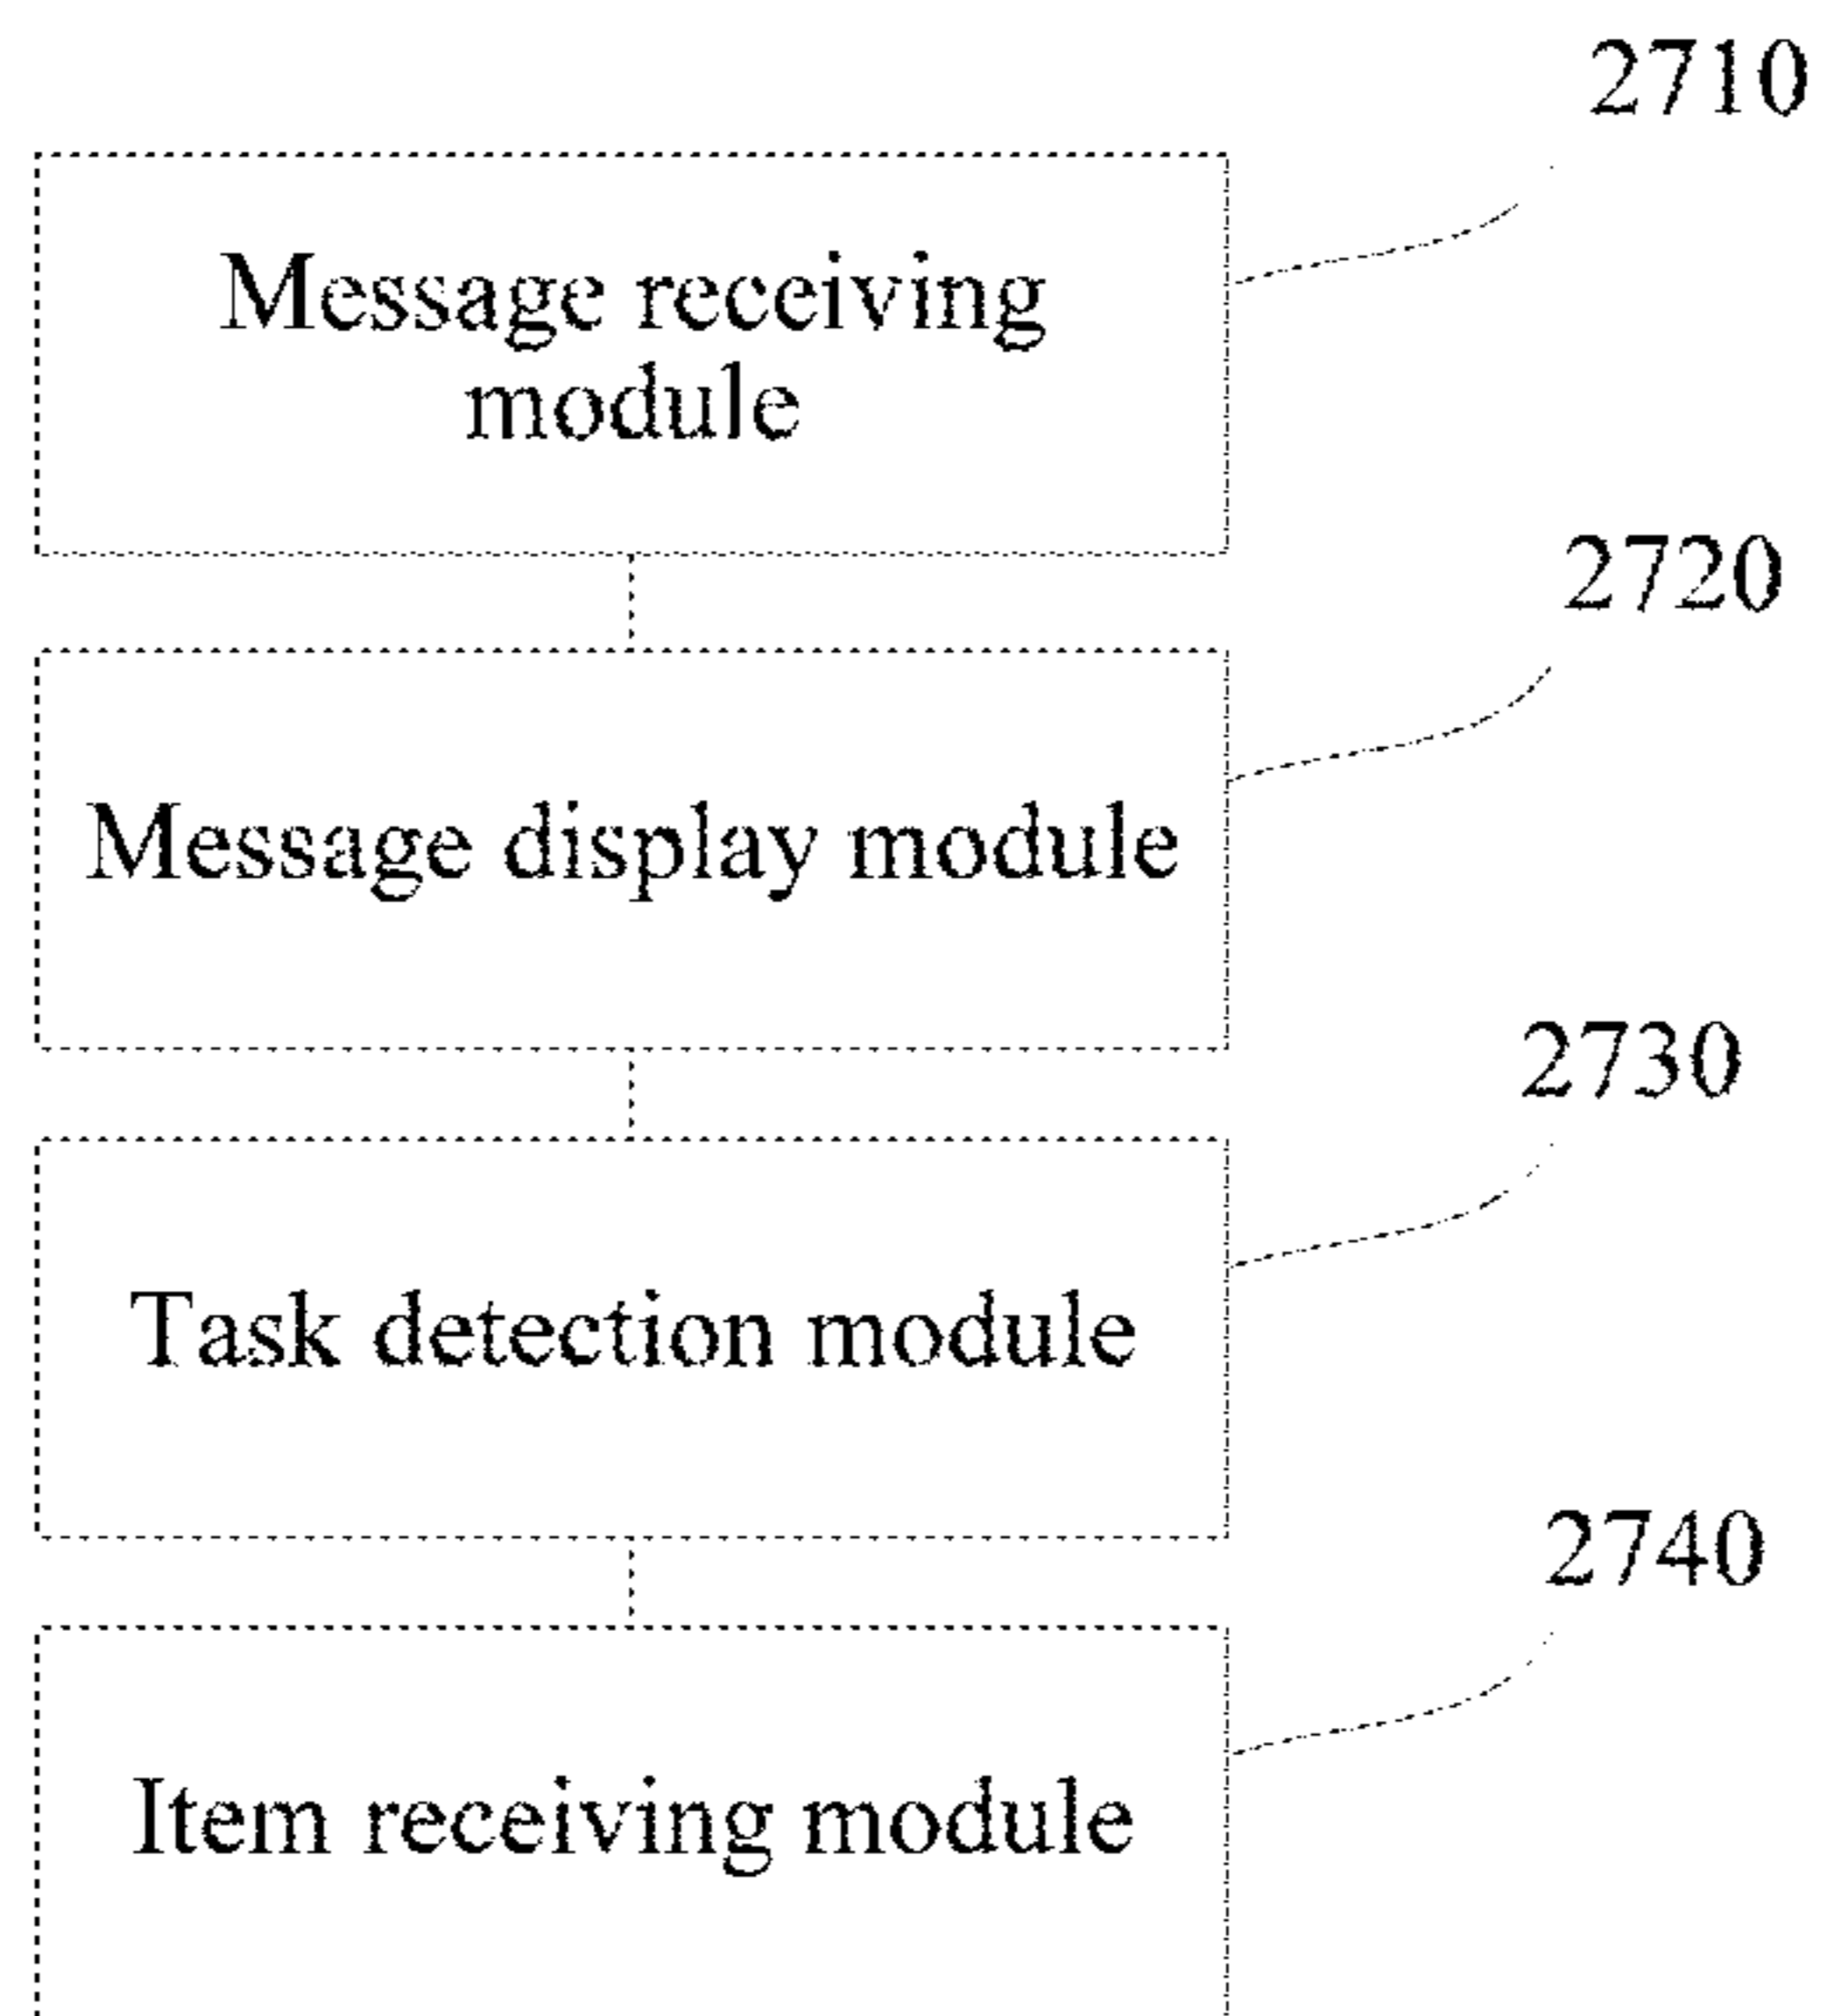 2710
Message receiving
module
2720
Message display module
2730
Task detection module
2740
Item receiving module